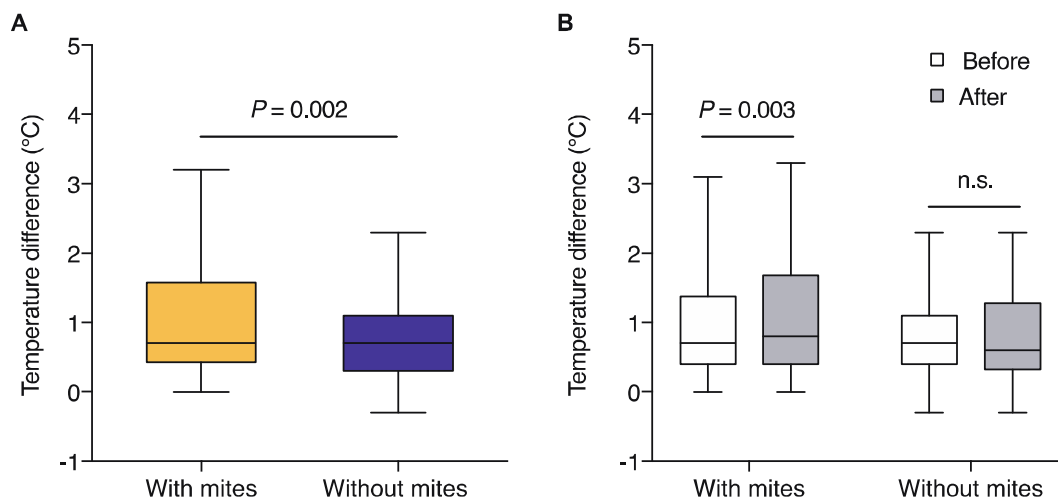 A
Temperature difference (°C)
5
4
3
2
1
0
-1
P = 0.002
With mites
Without mites
B
Temperature difference (°C)
5
4
3
2
1
0
-1
Before
After
P = 0.003
n.s.
With mites
Without mites